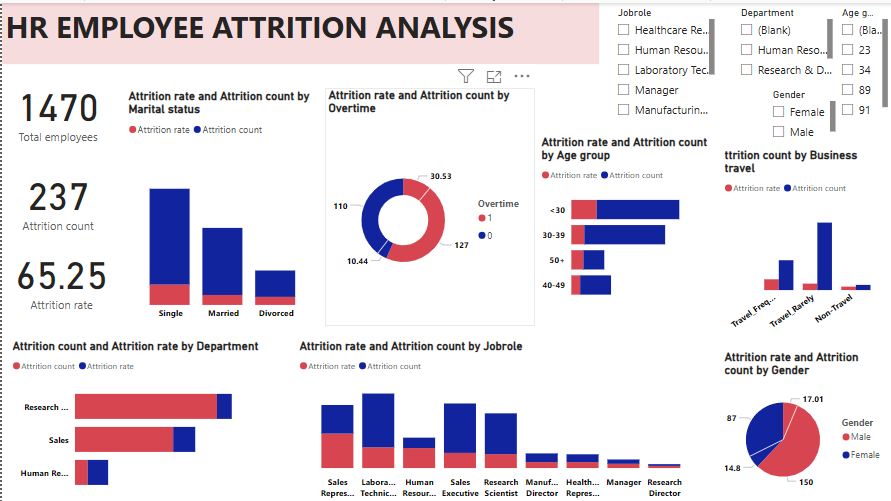 HR EMPLOYEE ATTRITION ANALYSIS
Jobrole
Healthcare Re...
Human Resou...
Laboratory Tec...
Manager
Manufacturin...
Department
(Blank)
Human Reso...
Research & D...
Gender
Female
Male
Age g...
(Bla...
23
34
89
91
1470
Total employees
237
Attrition count
65.25
Attrition rate
Attrition rate and Attrition count by
Marital status
Attrition rate Attrition count
Single Married Divorced
Attrition rate and Attrition count by
Overtime
30.53
110
127
10.44
Overtime
1
0
Attrition rate and Attrition count
by Age group
Attrition rate Attrition count
<30
30-39
50+
40-49
ttrition count by Business
travel
Attrition rate Attrition count
Travel_Freq...
Travel_Rarely
Non-Travel
Attrition count and Attrition rate by Department
Attrition count Attrition rate
Research ...
Sales
Human Re...
Attrition rate and Attrition count by Jobrole
Attrition rate Attrition count
Sales Repres...
Labora... Technic...
Human Resour...
Sales Executive
Research Scientist
Manuf... Director
Health... Repres...
Manager
Research Director
Attrition rate and Attrition
count by Gender
17.01
87
14.8
150
Gender
Male
Female